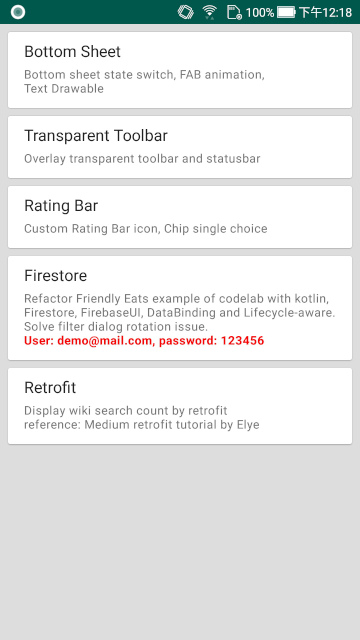 100% 下午12:18
Bottom Sheet
Bottom sheet state switch, FAB animation,
Text Drawable
Transparent Toolbar
Overlay transparent toolbar and statusbar
Rating Bar
Custom Rating Bar icon, Chip single choice
Firestore
Refactor Friendly Eats example of codelab with kotlin,
Firestore, FirebaseUI, DataBinding and Lifecycle-aware.
Solve filter dialog rotation issue.
User: demo@mail.com, password: 123456
Retrofit
Display wiki search count by retrofit
reference: Medium retrofit tutorial by Elye